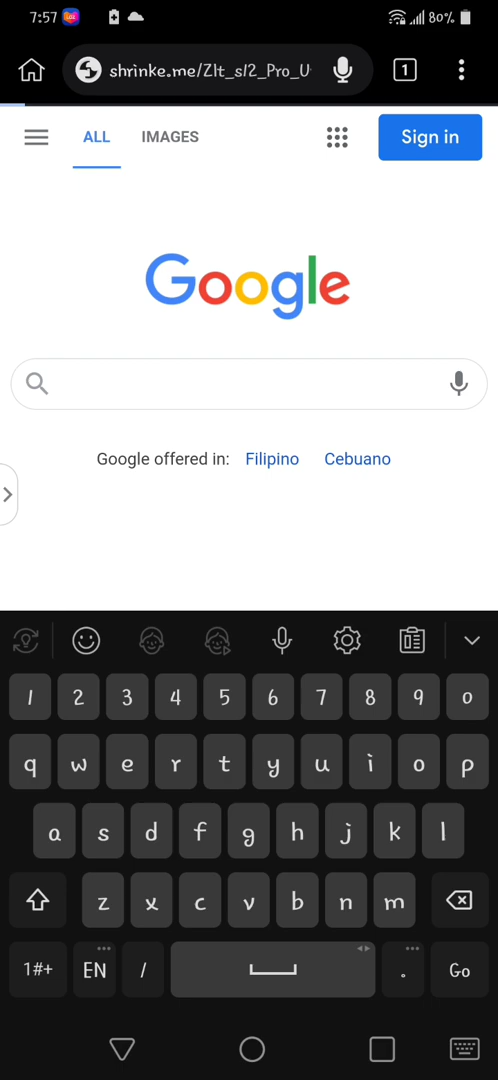 7:57 80%
shrinke.me/Zlt_s12_Pro_U 1
ALL IMAGES Sign in
Google
Google offered in: Filipino Cebuano
1 2 3 4 5 6 7 8 9 0
q w e r t y u i o p
a s d f g h j k l
z x c v b n m
1#+ EN / . Go